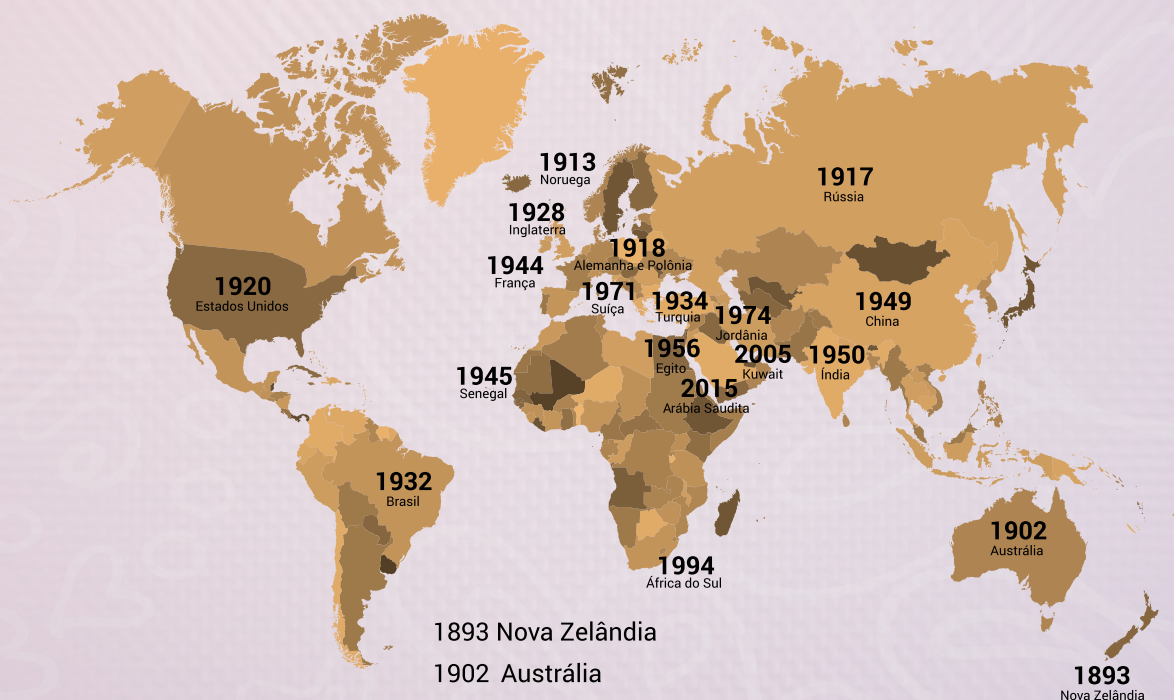 1913
Noruega
1917
Rússia
1928
Inglaterra
1918
Alemanha e Polônia
1944
França
1971
Suíça
1920
Estados Unidos
1934
Turquia
1974
Jordânia
1949
China
1956
Egito
2005
Kuwait
1950
Índia
1945
Senegal
2015
Arábia Saudita
1932
Brasil
1902
Austrália
1994
África do Sul
1893 Nova Zelândia
1902 Austrália
1893
Nova Zelândia